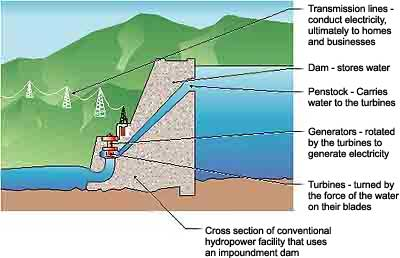 Transmission lines -
conduct electricity,
ultimately to homes
and businesses
Dam - stores water
Penstock - Carries
water to the turbines
Generators - rotated
by the turbines to
generate electricity
Turbines - turned by
the force of the water
on their blades
Cross section of conventional
hydropower facility that uses
an impoundment dam